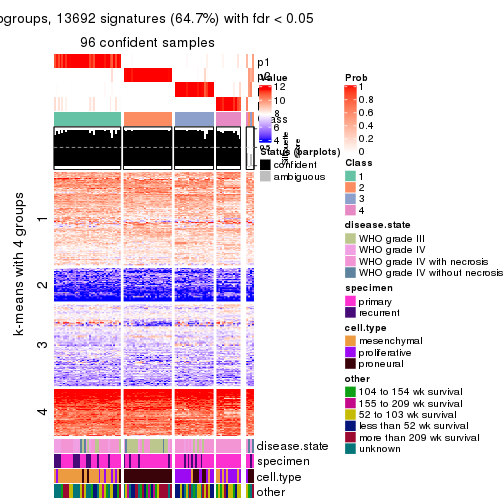 groups, 13692 signatures (64.7%) with fdr < 0.05
96 confident samples
p1
Value
12
10
8
6
4
Prob
1
0.8
0.6
0.4
0.2
0
Silhouette
score
0.5
Status (barplots)
confident
ambiguous
Class
1
2
3
4
k-means with 4 groups
1
2
3
4
disease.state
WHO grade III
WHO grade IV
WHO grade IV with necrosis
WHO grade IV without necrosis
specimen
primary
recurrent
cell.type
mesenchymal
proliferative
proneural
other
104 to 154 wk survival
155 to 209 wk survival
52 to 103 wk survival
less than 52 wk survival
more than 209 wk survival
unknown
disease.state
specimen
cell.type
other